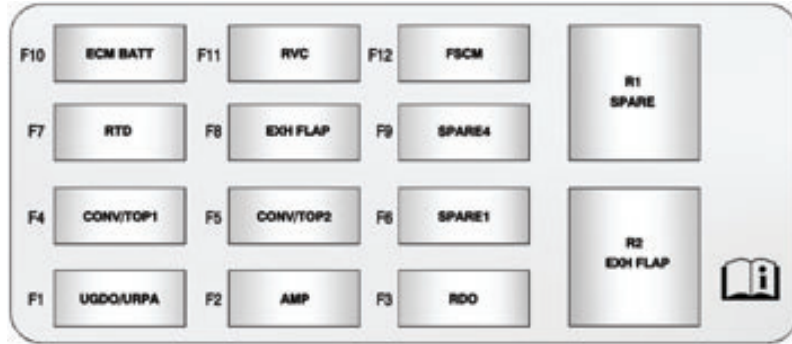 F10 ECM BATT F11 RVC F12 FSCM
R1
SPARE
F7 RTD F8 EXH FLAP F9 SPARE4
F4 CONV/TOP1 F5 CONV/TOP2 F6 SPARE1
R2
EXH FLAP
F1 UGDO/URPA F2 AMP F3 RDO
i